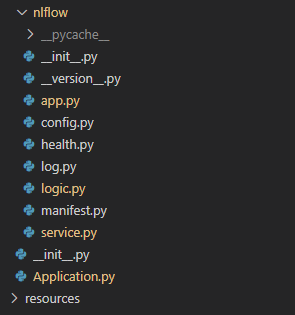 nlflow
__pycache__
__init__.py
__version__.py
app.py
config.py
health.py
log.py
logic.py
manifest.py
service.py
__init__.py
Application.py
resources